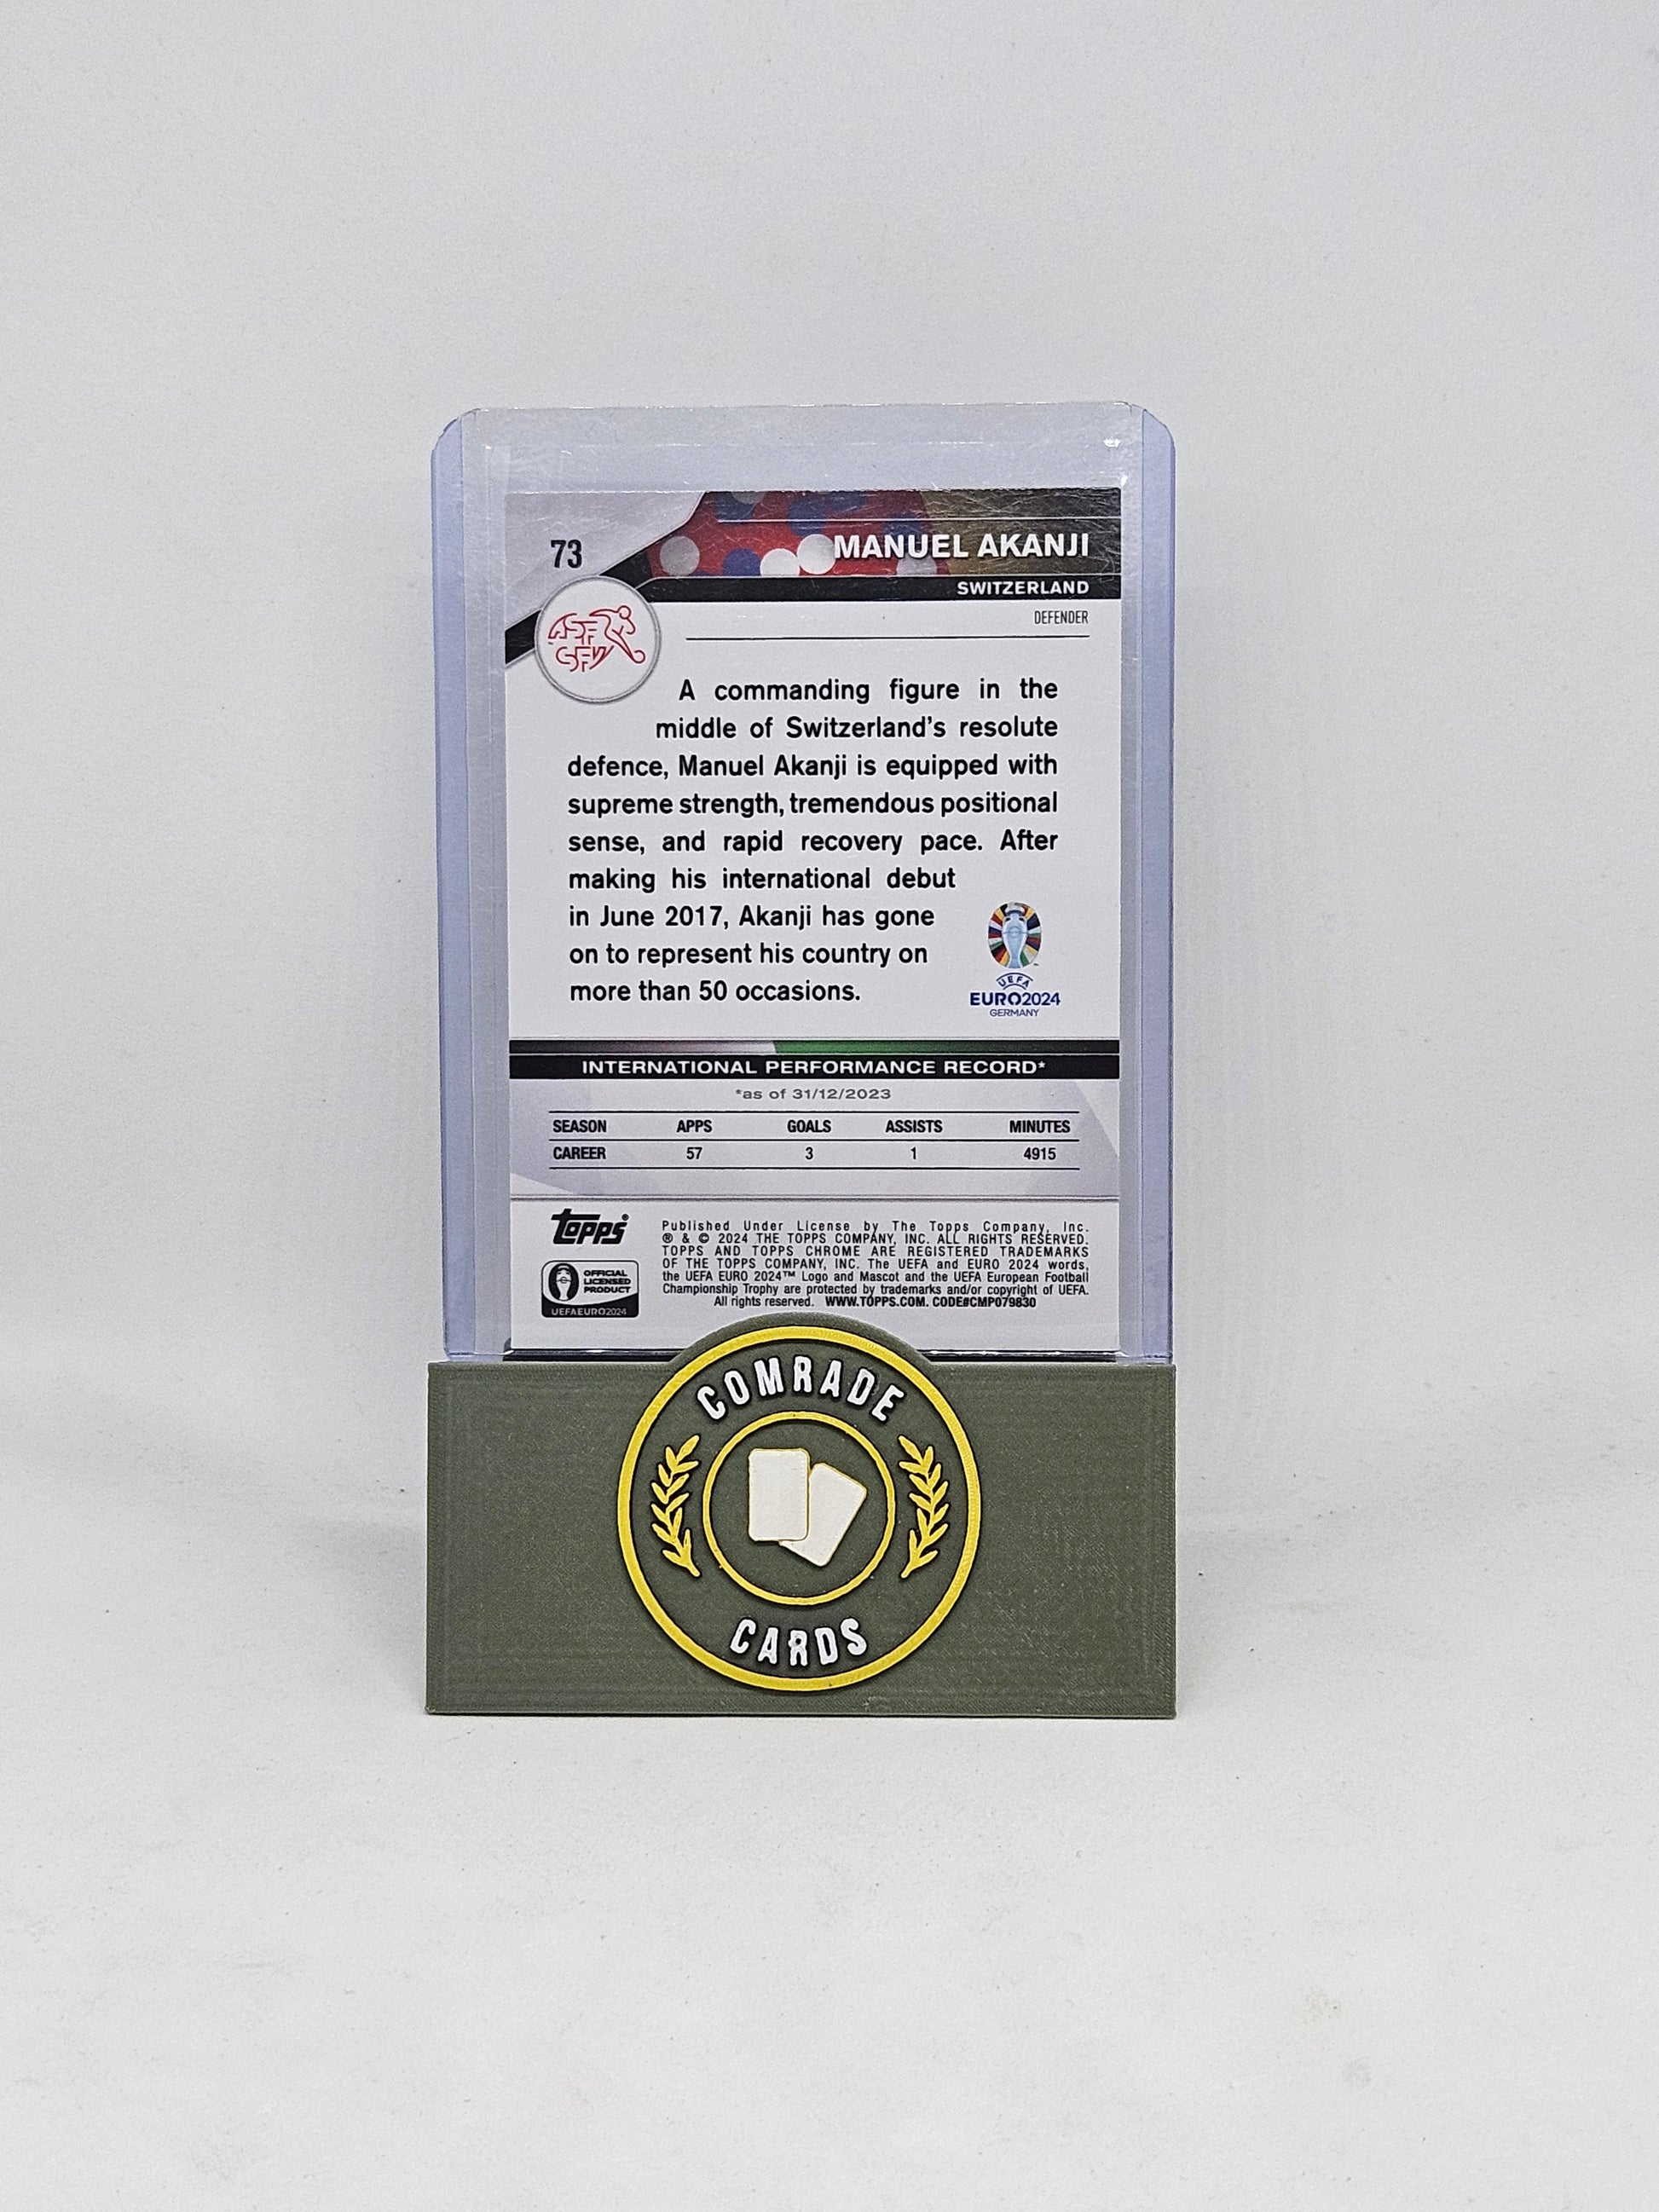 73
MANUEL AKANJI
SWITZERLAND
DEFENDER
ASF
SFV
A commanding figure in the
middle of Switzerland's resolute
defence, Manuel Akanji is equipped with
supreme strength, tremendous positional
sense, and rapid recovery pace. After
making his international debut
in June 2017, Akanji has gone
on to represent his country on
more than 50 occasions.
UEFA
EURO2024
GERMANY
INTERNATIONAL PERFORMANCE RECORD*
*as of 31/12/2023
SEASON APPS GOALS ASSISTS MINUTES
CAREER 57 3 1 4915
topps®
OFFICIAL
LICENSED
PRODUCT
UEFAEURO2024
Published Under License by The Topps Company, Inc.
® & © 2024 THE TOPPS COMPANY, INC. ALL RIGHTS RESERVED.
TOPPS AND TOPPS CHROME ARE REGISTERED TRADEMARKS
OF THE TOPPS COMPANY, INC. The UEFA and EURO 2024 words,
the UEFA EURO 2024™ Logo and Mascot and the UEFA European Football
Championship Trophy are protected by trademarks and/or copyright of UEFA.
All rights reserved. WWW.TOPPS.COM. CODE#CMP079830
COMRADE
CARDS